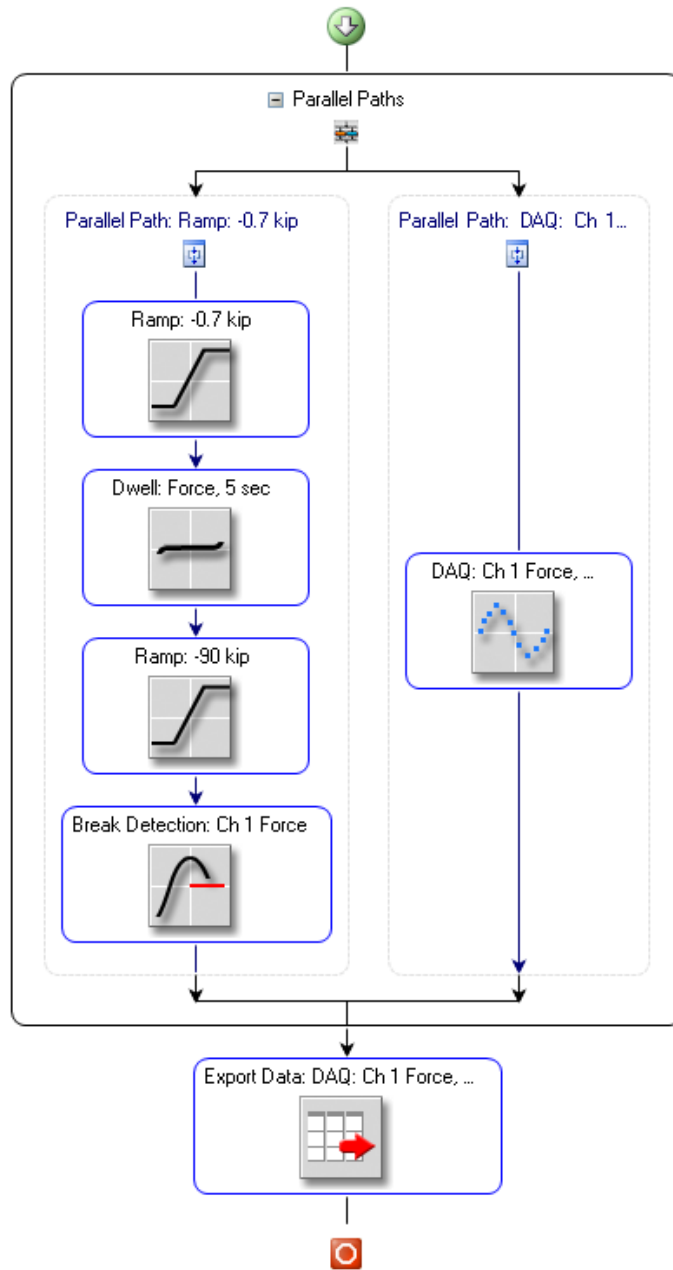 Parallel Paths
Parallel Path: Ramp: -0.7 kip
Parallel Path: DAQ: Ch 1...
Ramp: -0.7 kip
Dwell: Force, 5 sec
Ramp: -90 kip
DAQ: Ch 1 Force, ...
Break Detection: Ch 1 Force
Export Data: DAQ: Ch 1 Force, ...